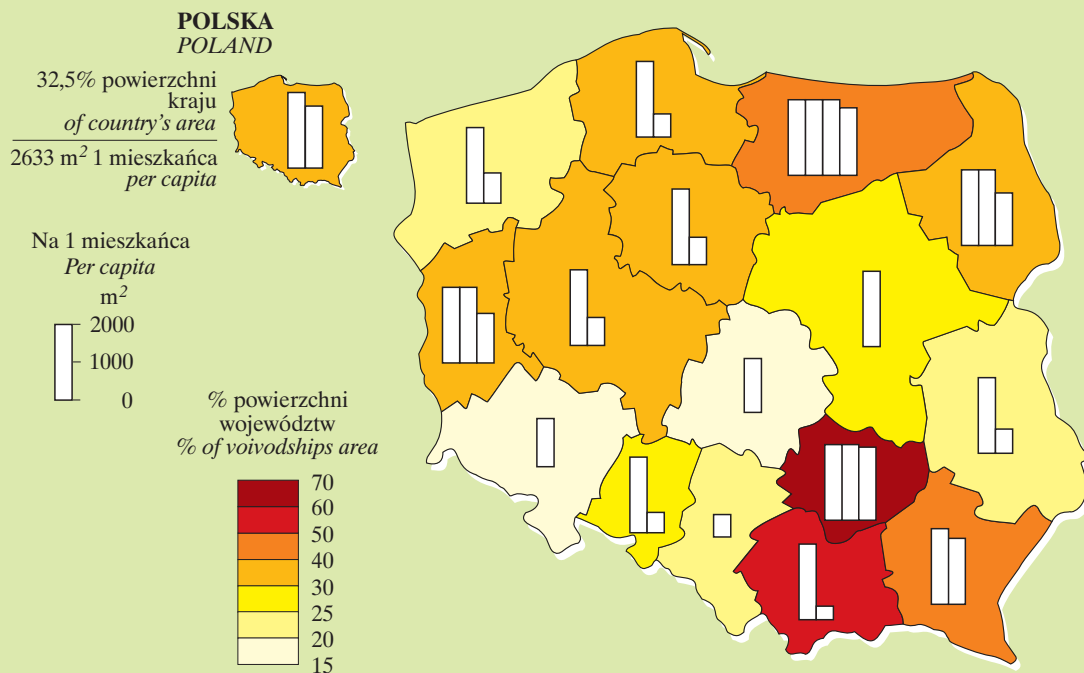 POLSKA
POLAND
32,5% powierzchni
kraju
of country's area
2633 m² 1 mieszkańca
per capita
Na 1 mieszkańca
Per capita
m²
2000
1000
0
% powierzchni
województw
% of voivodships area
70
60
50
40
30
25
20
15